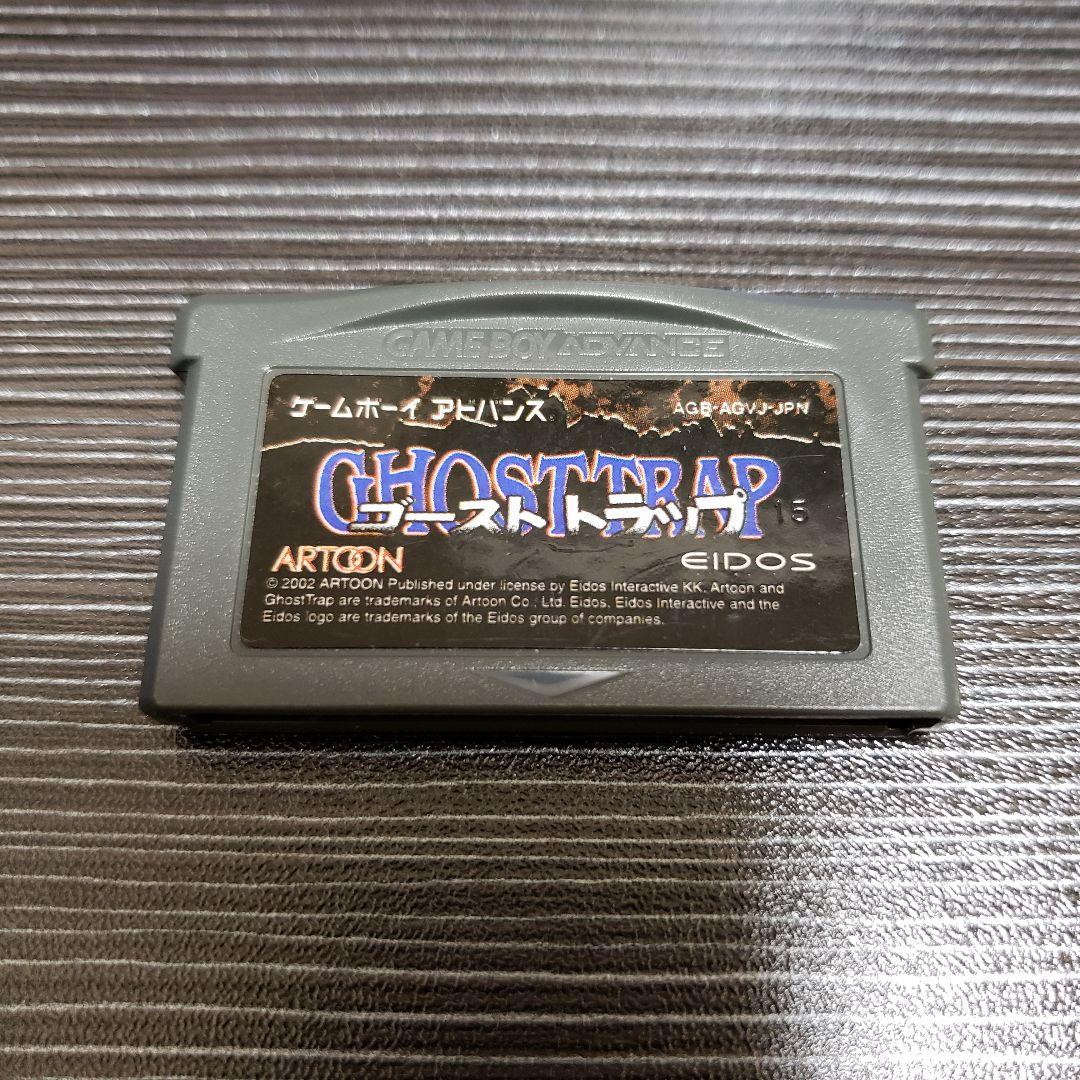 GAME BOY ADVANCE
ゲームボーイ アドバンス
AGB-AGVJ-JPN
GHOST TRAP
ゴースト トラップ
15
ARTOON
EIDOS
© 2002 ARTOON Published under license by Eidos Interactive KK. Artoon and
GhostTrap are trademarks of Artoon Co., Ltd. Eidos, Eidos Interactive and the
Eidos logo are trademarks of the Eidos group of companies.